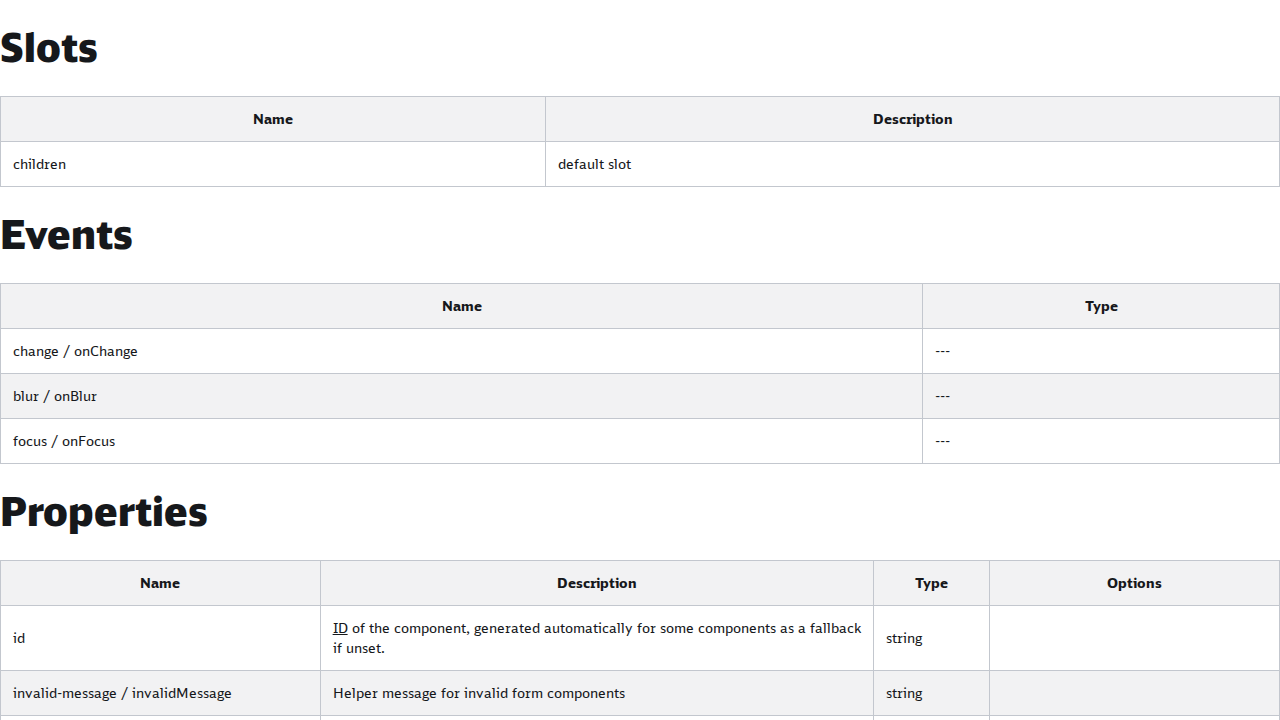 Slots
Name Description
children default slot
Events
Name Type
change / onChange ---
blur / onBlur ---
focus / onFocus ---
Properties
Name Description Type Options
id ID of the component, generated automatically for some components as a fallback if unset. string
invalid-message / invalidMessage Helper message for invalid form components string